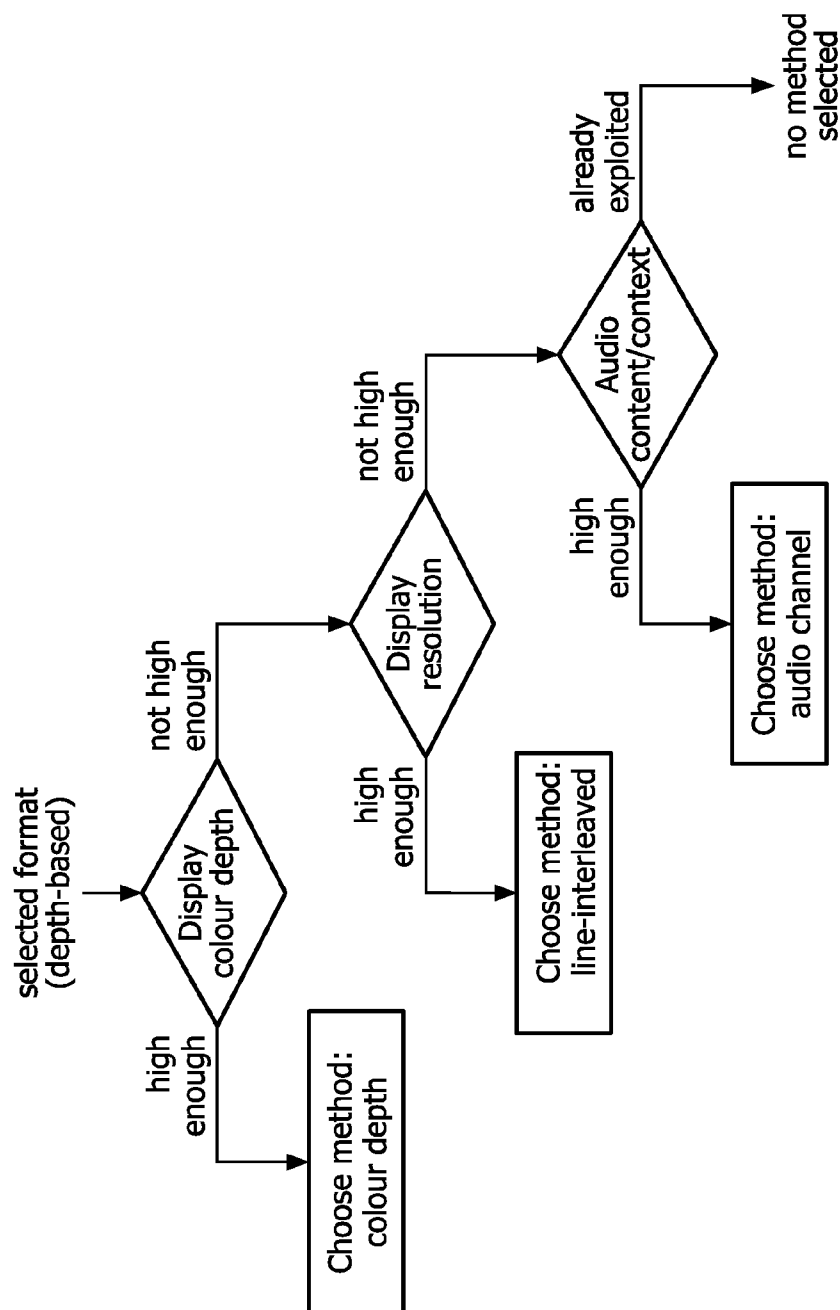 selected format
(depth-based)
Display
colour depth
high
enough
not high
enough
Choose method:
colour depth
Display
resolution
high
enough
not high
enough
Choose method:
line-interleaved
Audio
content/context
high
enough
already
exploited
Choose method:
audio channel
no method
selected